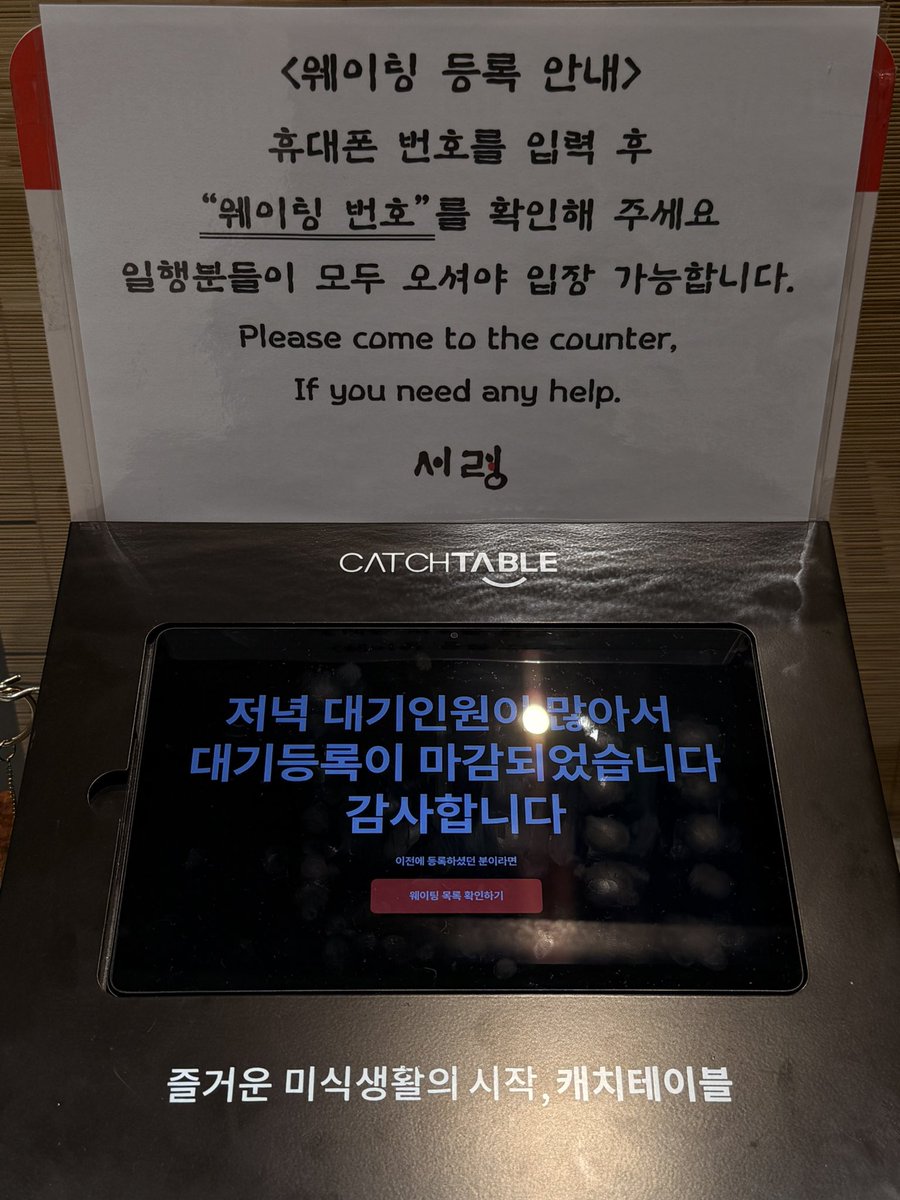 <웨이팅 등록 안내>
휴대폰 번호를 입력 후
“웨이팅 번호”를 확인해 주세요
일행분들이 모두 오셔야 입장 가능합니다.
Please come to the counter,
If you need any help.
서령
CATCHTABLE
저녁 대기인원이 많아서
대기등록이 마감되었습니다
감사합니다
이전에 등록하셨던 분이라면
웨이팅 목록 확인하기
즐거운 미식생활의 시작, 캐치테이블